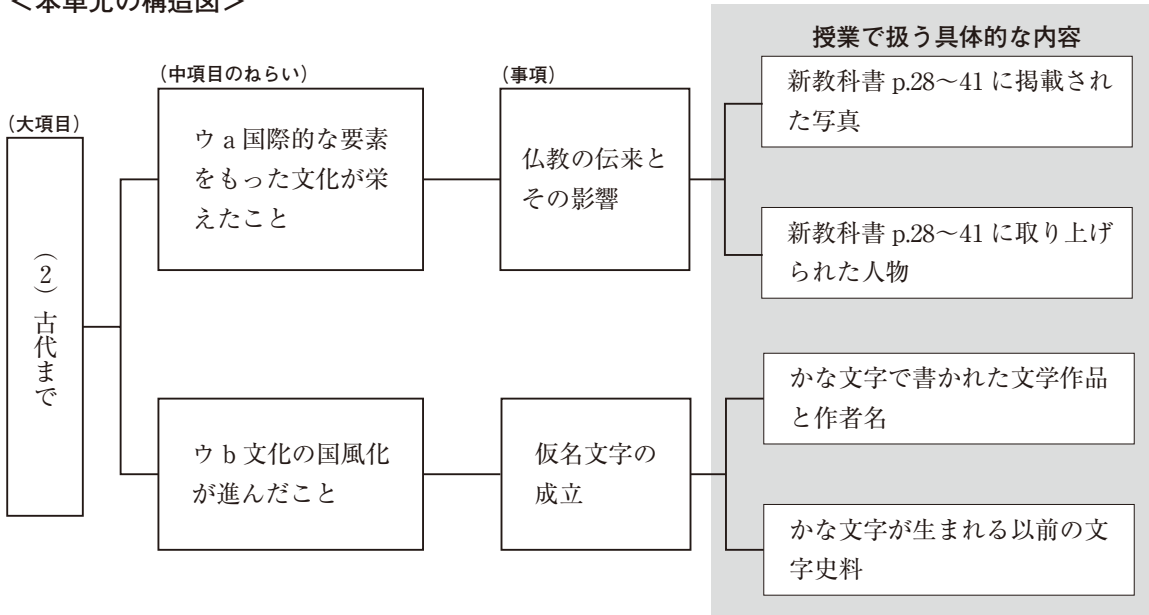 ＜本単元の構造図＞
授業で扱う具体的な内容
（大項目）
（中項目のねらい）
（事項）
（2）古代まで
ウ a 国際的な要素
をもった文化が栄
えたこと
仏教の伝来と
その影響
新教科書 p.28～41 に掲載され
た写真
新教科書 p.28～41 に取り上げ
られた人物
ウ b 文化の国風化
が進んだこと
仮名文字の
成立
かな文字で書かれた文学作品
と作者名
かな文字が生まれる以前の文
字史料